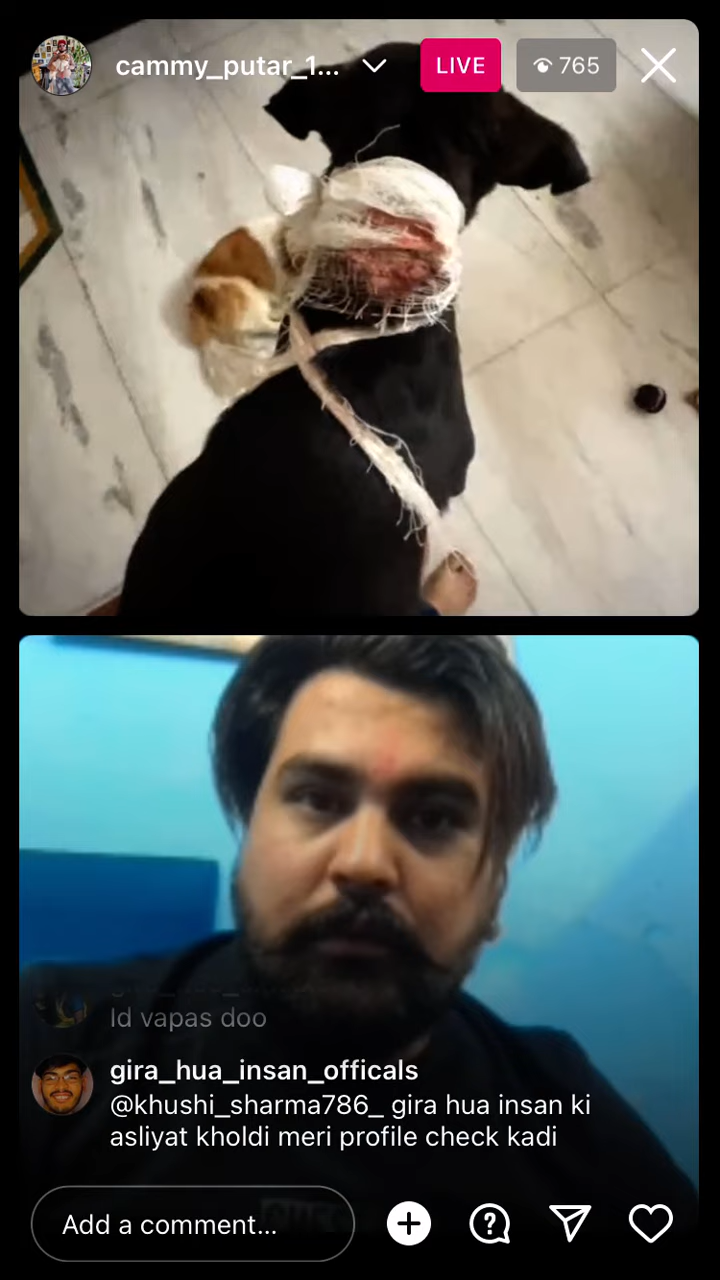 cammy_putar_1...
LIVE
765
Id vapas doo
gira_hua_insan_officals
@khushi_sharma786_ gira hua insan ki
asliyat kholdi meri profile check kadi
Add a comment...